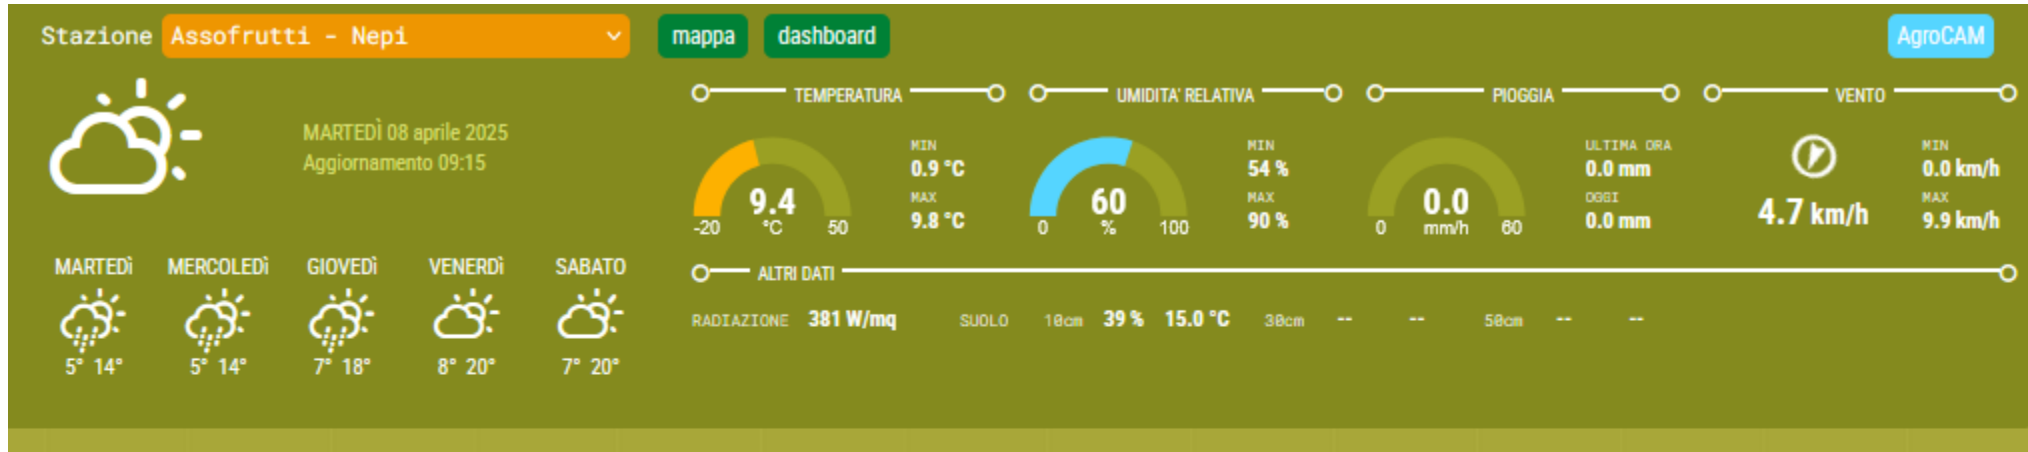 Stazione Assofrutti - Nepi mappa dashboard AgroCAM
MARTEDÌ 08 aprile 2025
Aggiornamento 09:15
TEMPERATURA
9.4
°C
-20 50
MIN
0.9 °C
MAX
9.8 °C
UMIDITA' RELATIVA
60
%
0 100
MIN
54 %
MAX
90 %
PIOGGIA
0.0
mm/h
0 60
ULTIMA ORA
0.0 mm
OGGI
0.0 mm
VENTO
4.7 km/h
MIN
0.0 km/h
MAX
9.9 km/h
MARTEDÌ MERCOLEDÌ GIOVEDÌ VENERDÌ SABATO
5° 14° 5° 14° 7° 18° 8° 20° 7° 20°
ALTRI DATI
RADIAZIONE 381 W/mq SUOLO 10cm 39 % 15.0 °C 30cm -- -- 50cm -- --